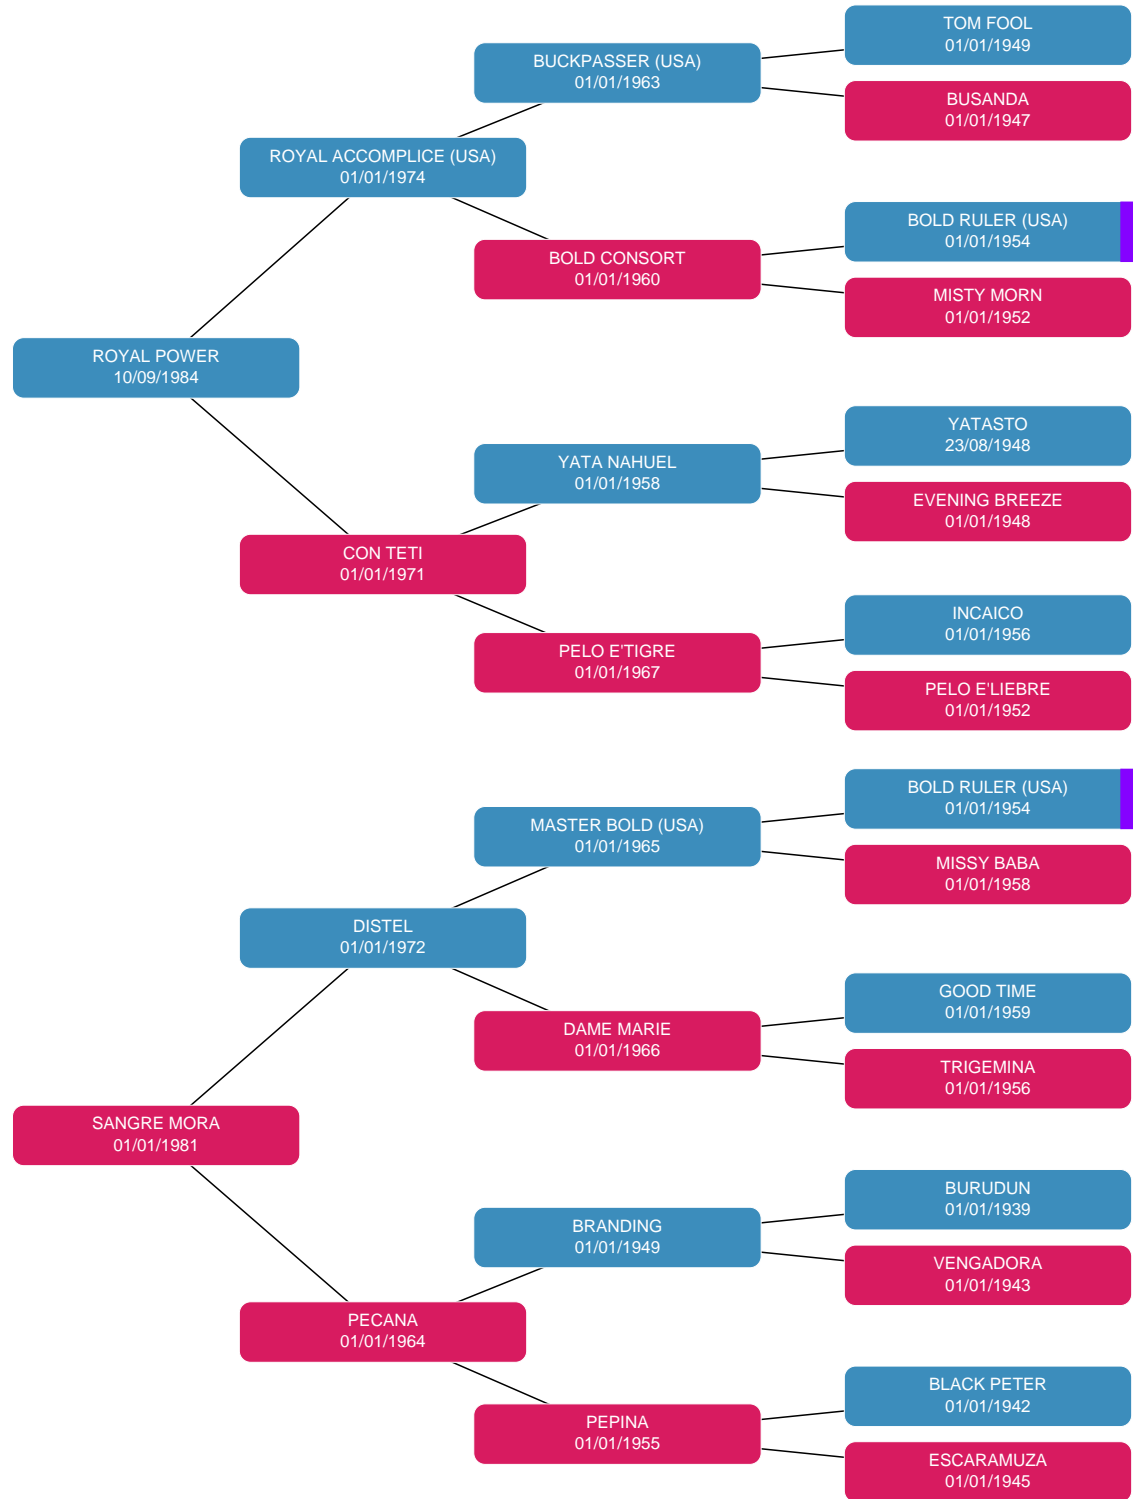 TOM FOOL
01/01/1949
BUCKPASSER (USA)
01/01/1963
BUSANDA
01/01/1947
ROYAL ACCOMPLICE (USA)
01/01/1974
BOLD RULER (USA)
01/01/1954
BOLD CONSORT
01/01/1960
MISTY MORN
01/01/1952
ROYAL POWER
10/09/1984
YATASTO
23/08/1948
YATA NAHUEL
01/01/1958
EVENING BREEZE
01/01/1948
CON TETI
01/01/1971
INCAICO
01/01/1956
PELO E'TIGRE
01/01/1967
PELO E'LIEBRE
01/01/1952
BOLD RULER (USA)
01/01/1954
MASTER BOLD (USA)
01/01/1965
MISSY BABA
01/01/1958
DISTEL
01/01/1972
GOOD TIME
01/01/1959
DAME MARIE
01/01/1966
TRIGEMINA
01/01/1956
SANGRE MORA
01/01/1981
BURUDUN
01/01/1939
BRANDING
01/01/1949
VENGADORA
01/01/1943
PECANA
01/01/1964
BLACK PETER
01/01/1942
PEPINA
01/01/1955
ESCARAMUZA
01/01/1945